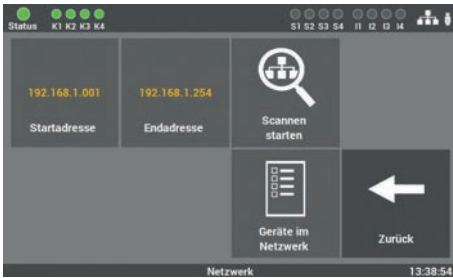 Status K1 K2 K3 K4 S1 S2 S3 S4 I1 I2 I3 I4
192.168.1.001 192.168.1.254
Startadresse Endadresse Scannen
starten
Geräte im
Netzwerk Zurück
Netzwerk 13:38:54